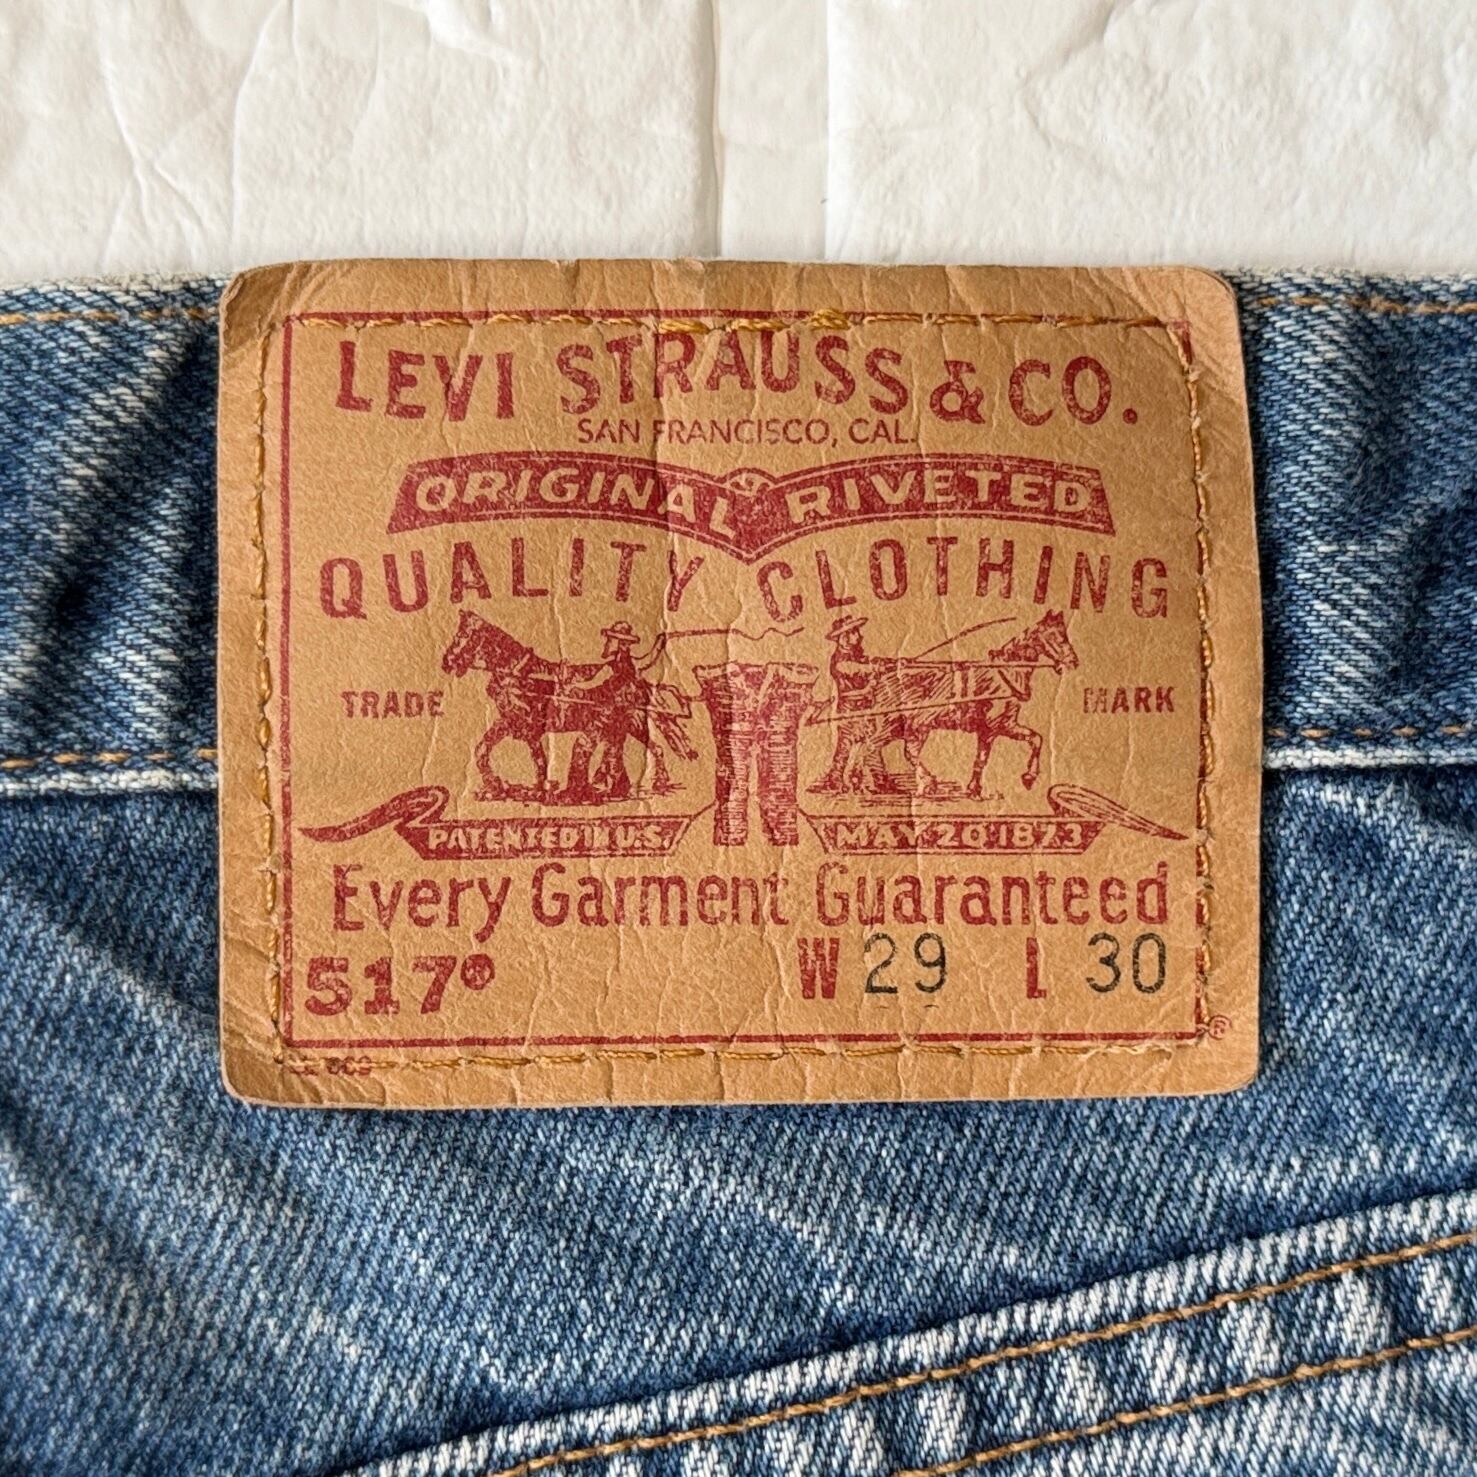 LEVI STRAUSS & CO.
SAN FRANCISCO, CAL.
ORIGINAL RIVETED
QUALITY CLOTHING
TRADE MARK
PATENTED IN U.S. MAY 20 1873
Every Garment Guaranteed
517® W 29 L 30
®